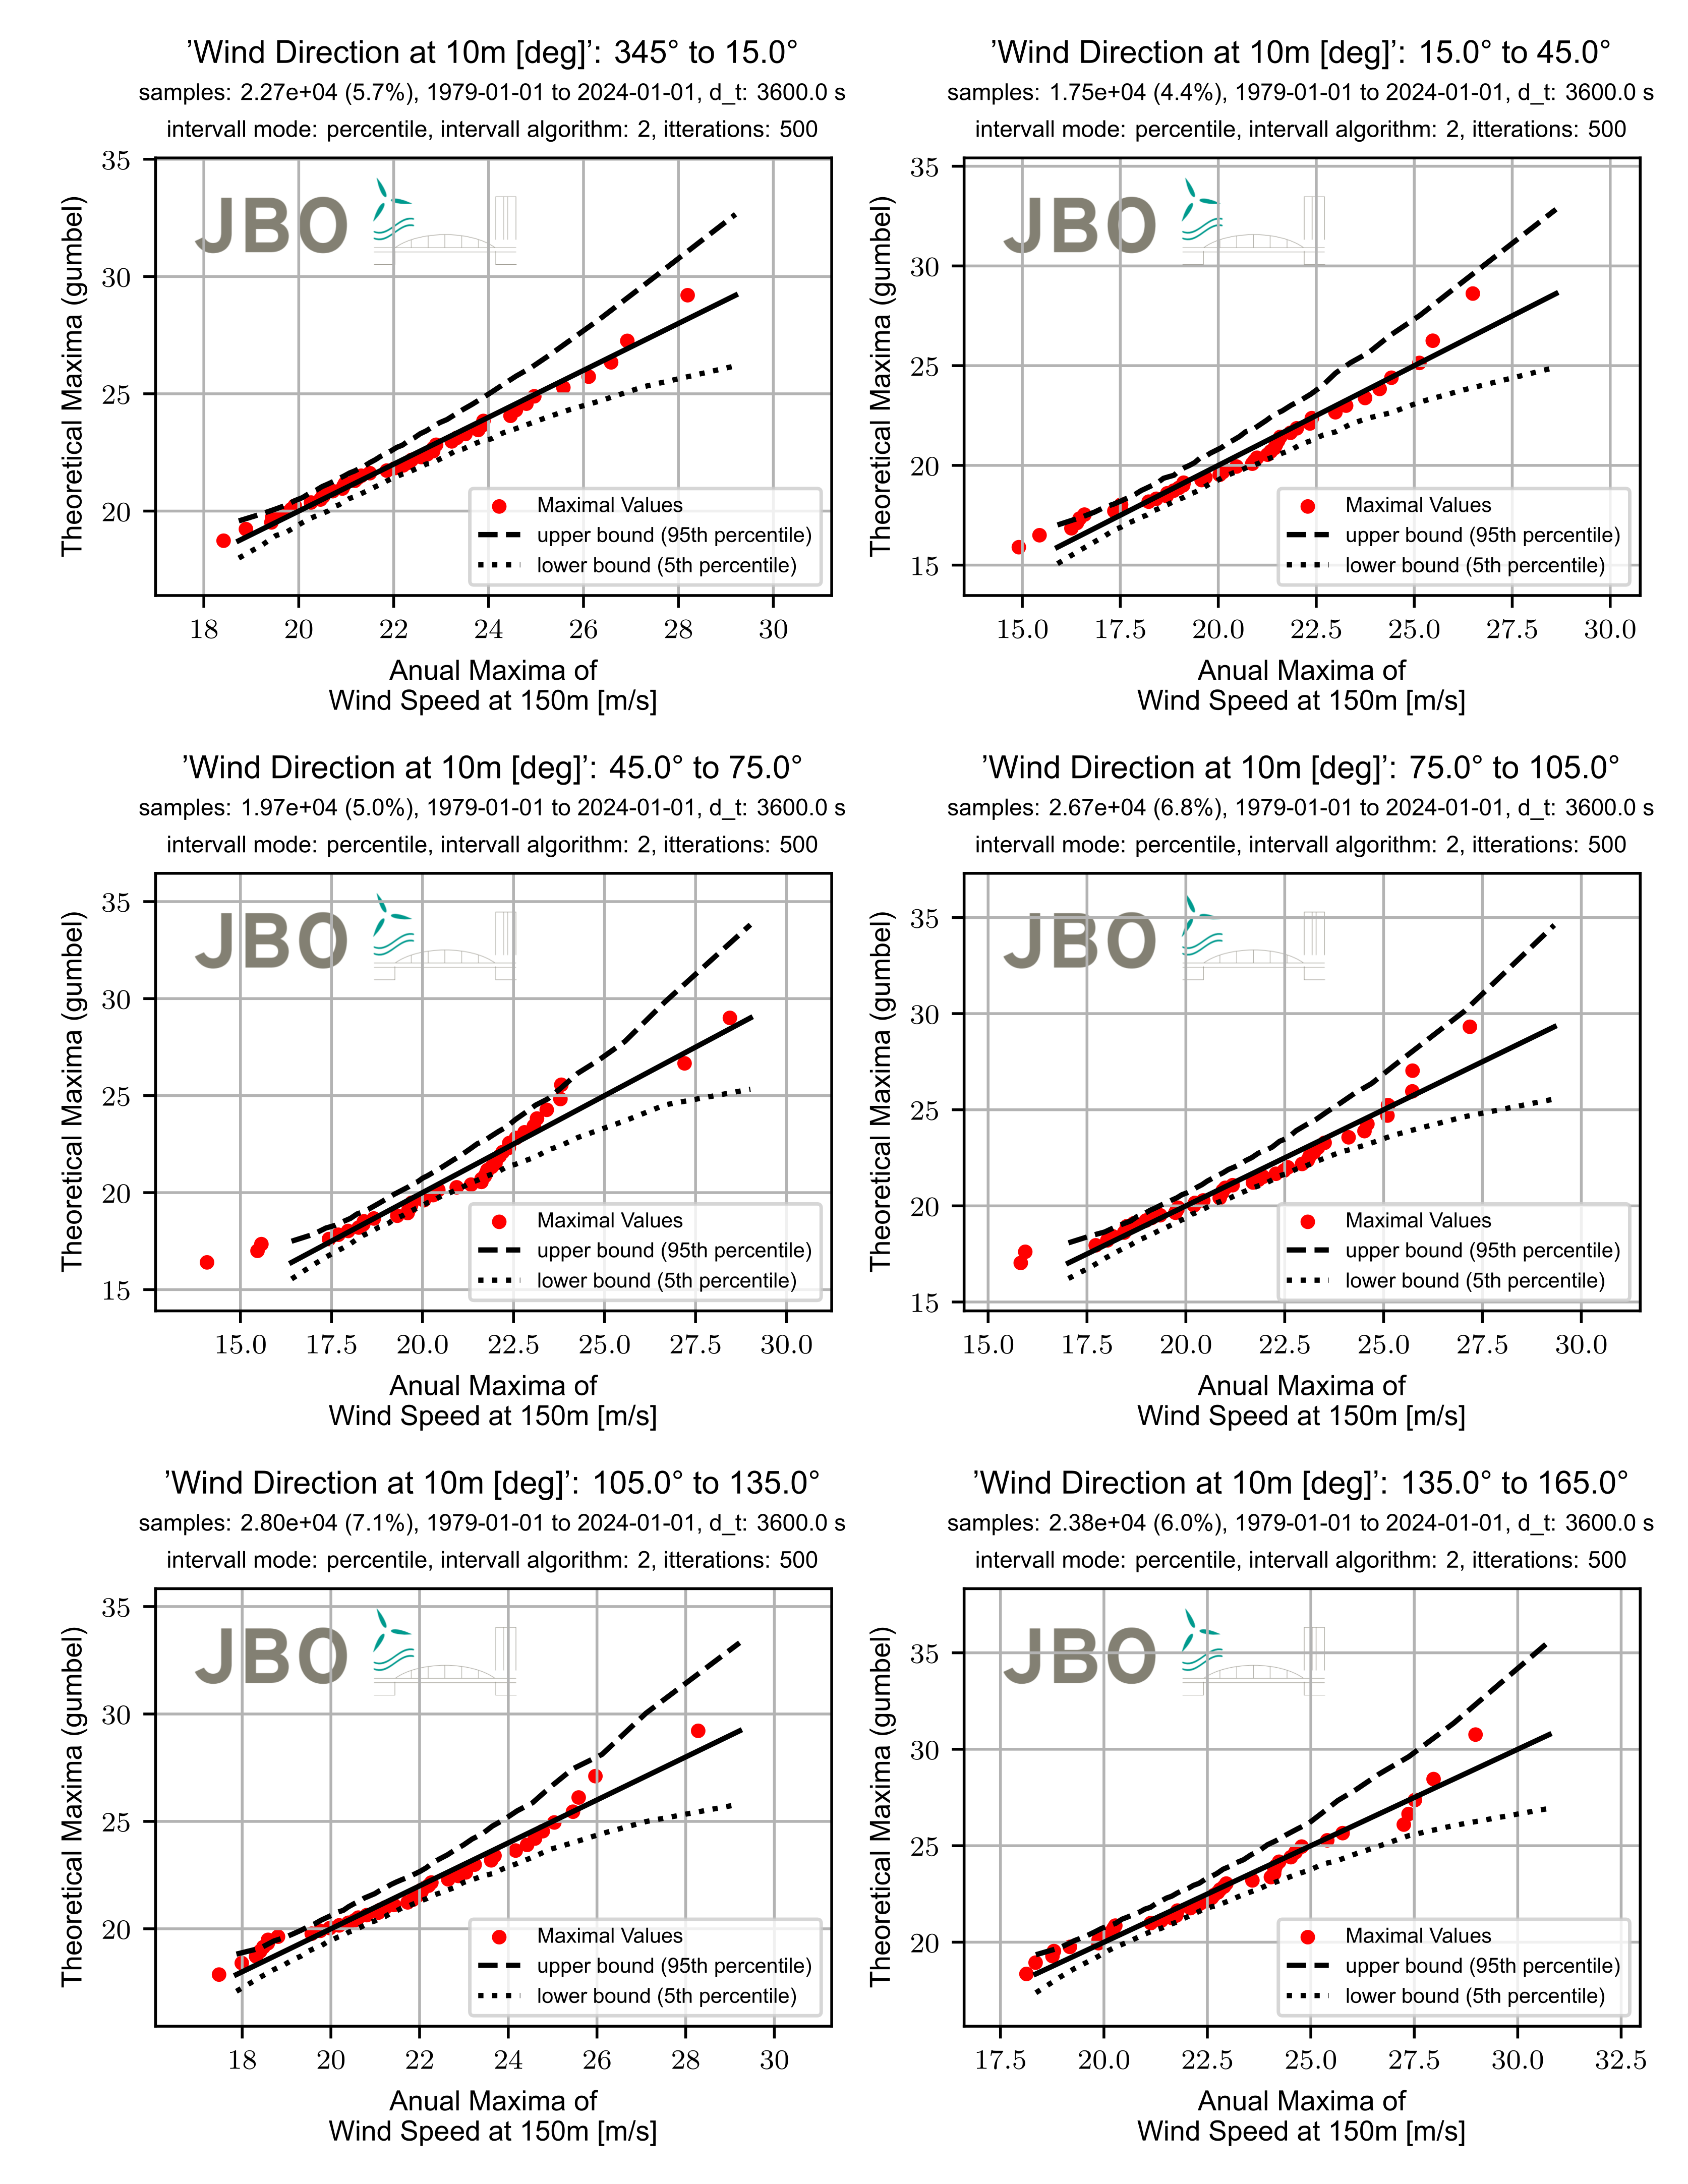 ’Wind Direction at 10m [deg]’: 345° to 15.0°
samples: 2.27e+04 (5.7%), 1979-01-01 to 2024-01-01, d_t: 3600.0 s
intervall mode: percentile, intervall algorithm: 2, itterations: 500
JBO
Theoretical Maxima (gumbel)
35
30
25
20
Maximal Values
upper bound (95th percentile)
lower bound (5th percentile)
18 20 22 24 26 28 30
Anual Maxima of
Wind Speed at 150m [m/s]
’Wind Direction at 10m [deg]’: 15.0° to 45.0°
samples: 1.75e+04 (4.4%), 1979-01-01 to 2024-01-01, d_t: 3600.0 s
intervall mode: percentile, intervall algorithm: 2, itterations: 500
JBO
Theoretical Maxima (gumbel)
35
30
25
20
15
Maximal Values
upper bound (95th percentile)
lower bound (5th percentile)
15.0 17.5 20.0 22.5 25.0 27.5 30.0
Anual Maxima of
Wind Speed at 150m [m/s]
’Wind Direction at 10m [deg]’: 45.0° to 75.0°
samples: 1.97e+04 (5.0%), 1979-01-01 to 2024-01-01, d_t: 3600.0 s
intervall mode: percentile, intervall algorithm: 2, itterations: 500
JBO
Theoretical Maxima (gumbel)
35
30
25
20
15
Maximal Values
upper bound (95th percentile)
lower bound (5th percentile)
15.0 17.5 20.0 22.5 25.0 27.5 30.0
Anual Maxima of
Wind Speed at 150m [m/s]
’Wind Direction at 10m [deg]’: 75.0° to 105.0°
samples: 2.67e+04 (6.8%), 1979-01-01 to 2024-01-01, d_t: 3600.0 s
intervall mode: percentile, intervall algorithm: 2, itterations: 500
JBO
Theoretical Maxima (gumbel)
35
30
25
20
15
Maximal Values
upper bound (95th percentile)
lower bound (5th percentile)
15.0 17.5 20.0 22.5 25.0 27.5 30.0
Anual Maxima of
Wind Speed at 150m [m/s]
’Wind Direction at 10m [deg]’: 105.0° to 135.0°
samples: 2.80e+04 (7.1%), 1979-01-01 to 2024-01-01, d_t: 3600.0 s
intervall mode: percentile, intervall algorithm: 2, itterations: 500
JBO
Theoretical Maxima (gumbel)
35
30
25
20
Maximal Values
upper bound (95th percentile)
lower bound (5th percentile)
18 20 22 24 26 28 30
Anual Maxima of
Wind Speed at 150m [m/s]
’Wind Direction at 10m [deg]’: 135.0° to 165.0°
samples: 2.38e+04 (6.0%), 1979-01-01 to 2024-01-01, d_t: 3600.0 s
intervall mode: percentile, intervall algorithm: 2, itterations: 500
JBO
Theoretical Maxima (gumbel)
35
30
25
20
Maximal Values
upper bound (95th percentile)
lower bound (5th percentile)
17.5 20.0 22.5 25.0 27.5 30.0 32.5
Anual Maxima of
Wind Speed at 150m [m/s]